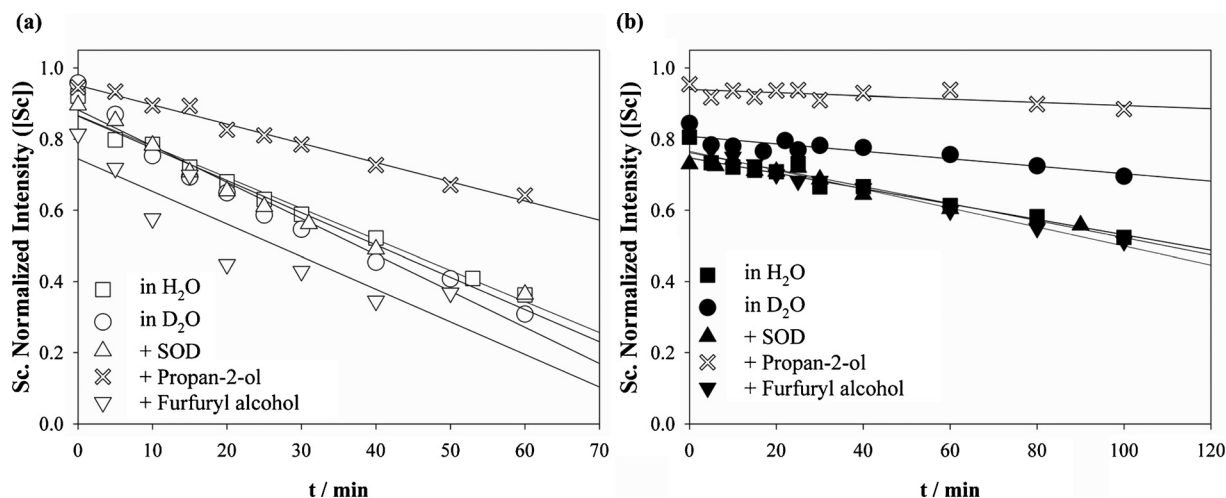 (a)
Sc. Normalized Intensity ([Sc])
1.0
0.8
0.6
0.4
0.2
0.0
in H₂O
in D₂O
+ SOD
+ Propan-2-ol
+ Furfuryl alcohol
0 10 20 30 40 50 60 70
t / min
(b)
Sc. Normalized Intensity ([Sc])
1.0
0.8
0.6
0.4
0.2
0.0
in H₂O
in D₂O
+ SOD
+ Propan-2-ol
+ Furfuryl alcohol
0 20 40 60 80 100 120
t / min